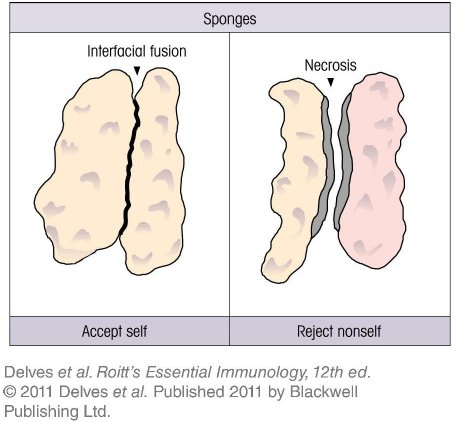 Sponges
Interfacial fusion
Necrosis
Accept self
Reject nonself
Delves et al. Roitt's Essential Immunology, 12th ed.
© 2011 Delves et al. Published 2011 by Blackwell
Publishing Ltd.